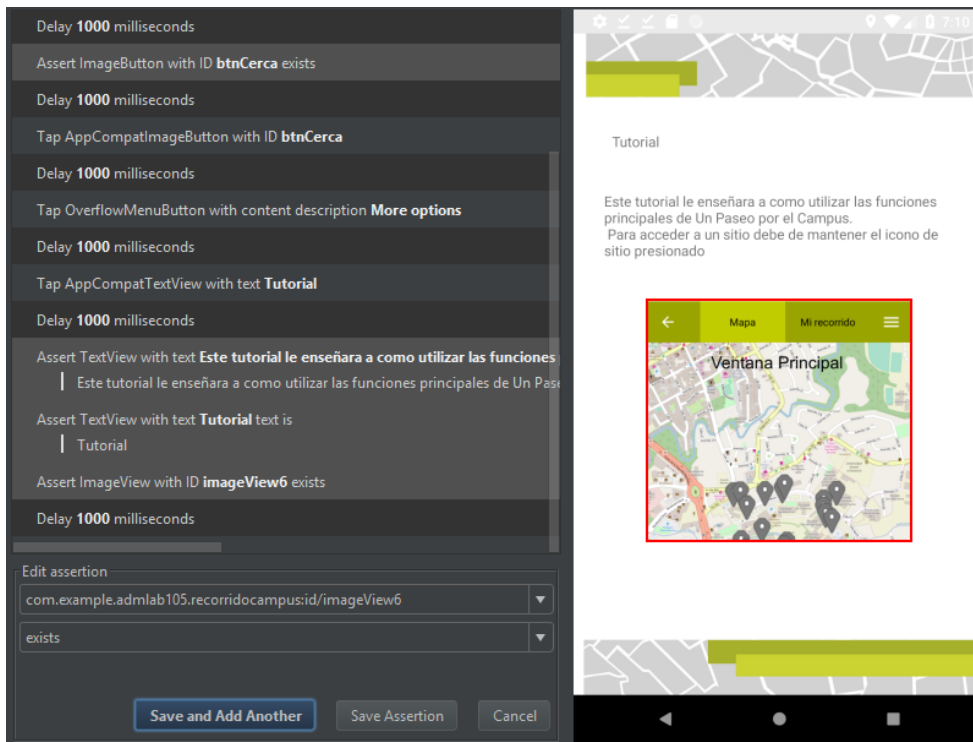 Delay 1000 milliseconds
Assert ImageButton with ID btnCerca exists
Delay 1000 milliseconds
Tap AppCompatImageButton with ID btnCerca
Delay 1000 milliseconds
Tap OverflowMenuButton with content description More options
Delay 1000 milliseconds
Tap AppCompatTextView with text Tutorial
Delay 1000 milliseconds
Assert TextView with text Este tutorial le enseñara a como utilizar las funciones
Este tutorial le enseñara a como utilizar las funciones principales de Un Pase
Assert TextView with text Tutorial text is
Tutorial
Assert ImageView with ID imageView6 exists
Delay 1000 milliseconds
Edit assertion
com.example.admlab105.recorridocampus:id/imageView6
exists
Save and Add Another
Save Assertion
Cancel
7:10
Tutorial
Este tutorial le enseñara a como utilizar las funciones
principales de Un Paseo por el Campus.
Para acceder a un sitio debe de mantener el icono de
sitio presionado
Mapa
Mi recorrido
Ventana Principal